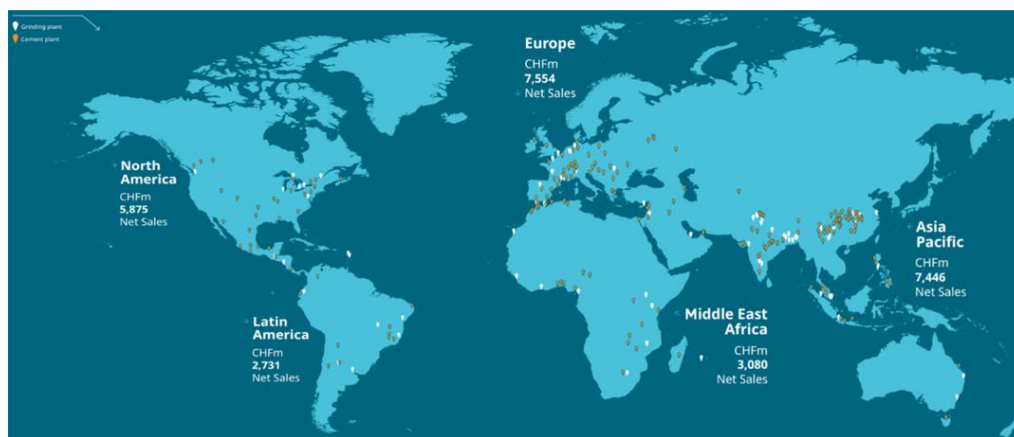 Grinding plant
Cement plant
Europe
CHFm
7,554
Net Sales
North
America
CHFm
5,875
Net Sales
Asia
Pacific
CHFm
7,446
Net Sales
Latin
America
CHFm
2,731
Net Sales
Middle East
Africa
CHFm
3,080
Net Sales